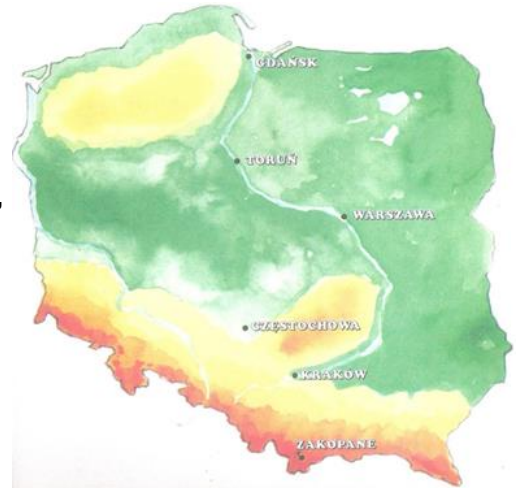 GDAŃSK
TORUŃ
WARSZAWA
CZĘSTOCHOWA
KRAKÓW
ZAKOPANE